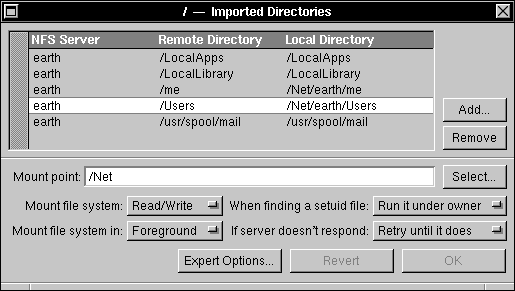 / — Imported Directories
NFS Server Remote Directory Local Directory
earth /LocalApps /LocalApps
earth /LocalLibrary /LocalLibrary
earth /me /Net/earth/me
earth /Users /Net/earth/Users
earth /usr/spool/mail /usr/spool/mail
Add...
Remove
Mount point: /Net Select...
Mount file system: Read/Write When finding a setuid file: Run it under owner
Mount file system in: Foreground If server doesn't respond: Retry until it does
Expert Options... Revert OK